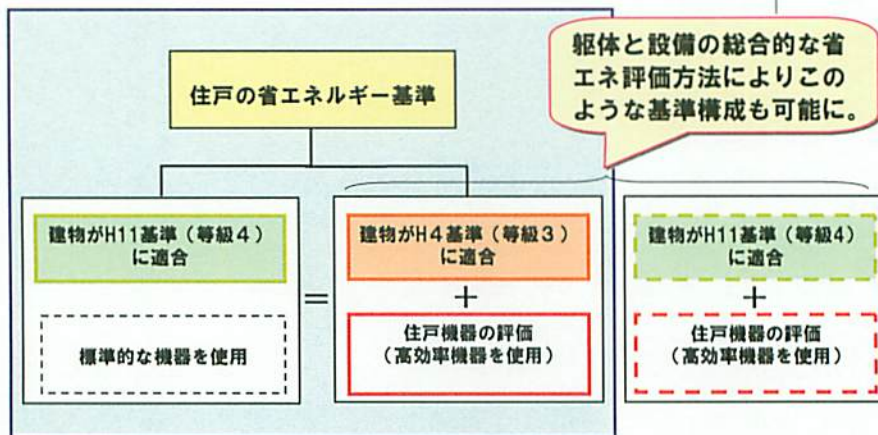 躯体と設備の総合的な省
エネ評価方法によりこの
ような基準構成も可能に。
住戸の省エネルギー基準
建物がH11基準（等級４）
に適合
標準的な機器を使用
＝
建物がH４基準（等級３）
に適合
＋
住戸機器の評価
（高効率機器を使用）
建物がH11基準（等級4）
に適合
＋
住戸機器の評価
（高効率機器を使用）